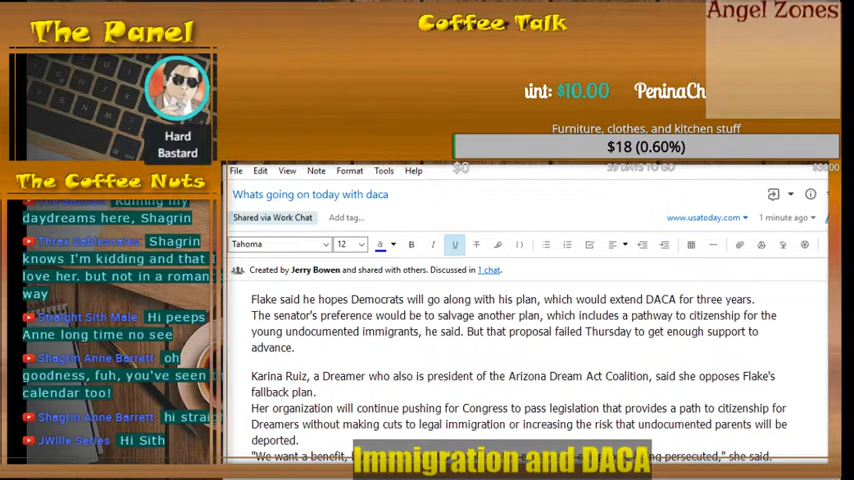 The Panel
Coffee Talk
Angel Zones
uint: $10.00 PeninaCh
Hard
Bastard
Furniture, clothes, and kitchen stuff
$18 (0.60%)
$0 $3000
The Coffee Nuts
daydreams here, Shagrin
Shagrin
knows I'm kidding and that I
love her. but not in a roman
way
Straight Sith Male: Hi peeps
Anne long time no see
Shagrin Anne Barrett: oh
goodness, fuh, you've seen t
calendar too!
Shagrin Anne Barrett: hi straig
JWille Series: Hi Sith
File Edit View Note Format Tools Help
Whats going on today with daca
Shared via Work Chat Add tag...
www.usatoday.com 1 minute ago
Tahoma 12 a B I U T
Created by Jerry Bowen and shared with others. Discussed in 1 chat.
Flake said he hopes Democrats will go along with his plan, which would extend DACA for three years.
The senator's preference would be to salvage another plan, which includes a pathway to citizenship for the
young undocumented immigrants, he said. But that proposal failed Thursday to get enough support to
advance.
Karina Ruiz, a Dreamer who also is president of the Arizona Dream Act Coalition, said she opposes Flake's
fallback plan.
Her organization will continue pushing for Congress to pass legislation that provides a path to citizenship for
Dreamers without making cuts to legal immigration or increasing the risk that undocumented parents will be
deported.
"We want a benefit, persecuted," she said.
Immigration and DACA